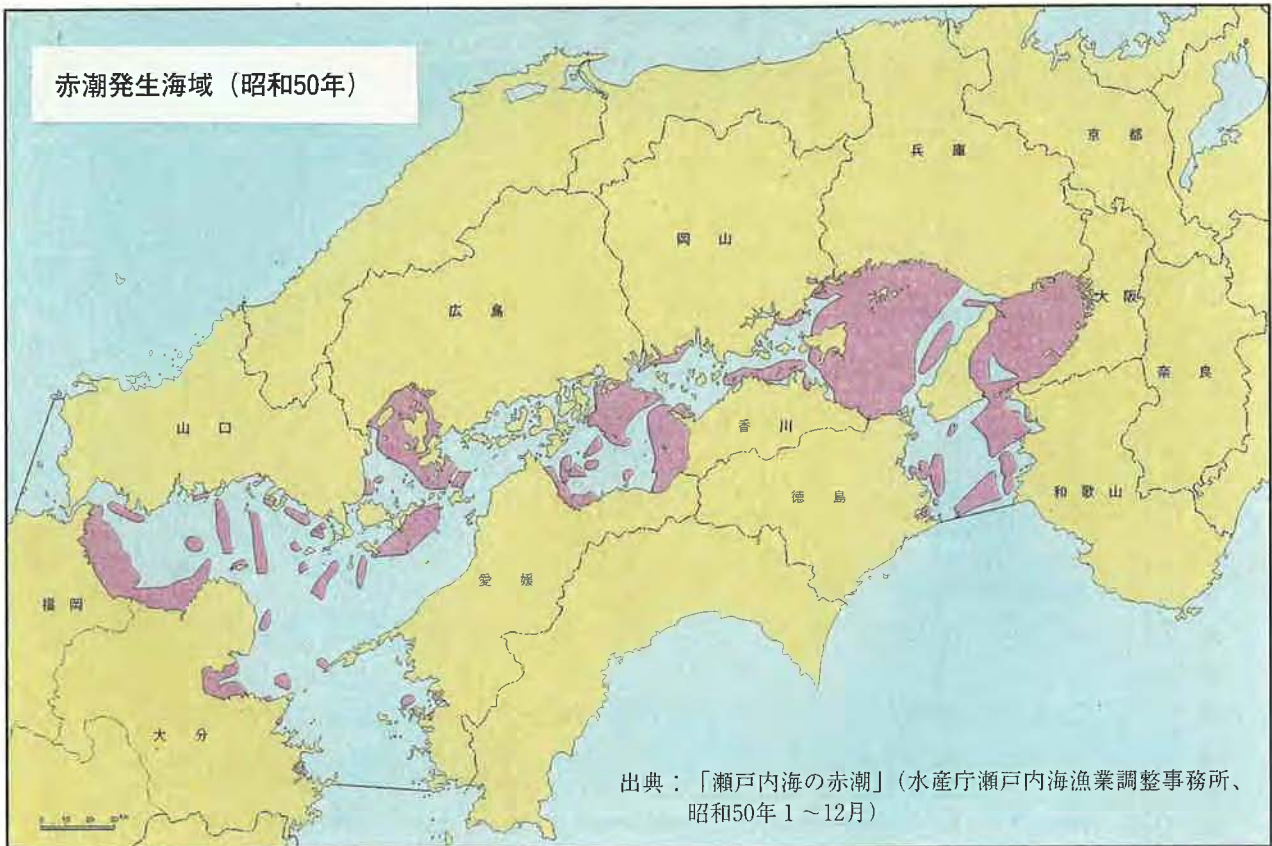 赤潮発生海域（昭和50年）
京都
兵庫
岡山
大阪
広島
奈良
山口
香川
徳島
和歌山
愛媛
福岡
大分
出典：「瀬戸内海の赤潮」（水産庁瀬戸内海漁業調整事務所、
昭和50年1～12月）